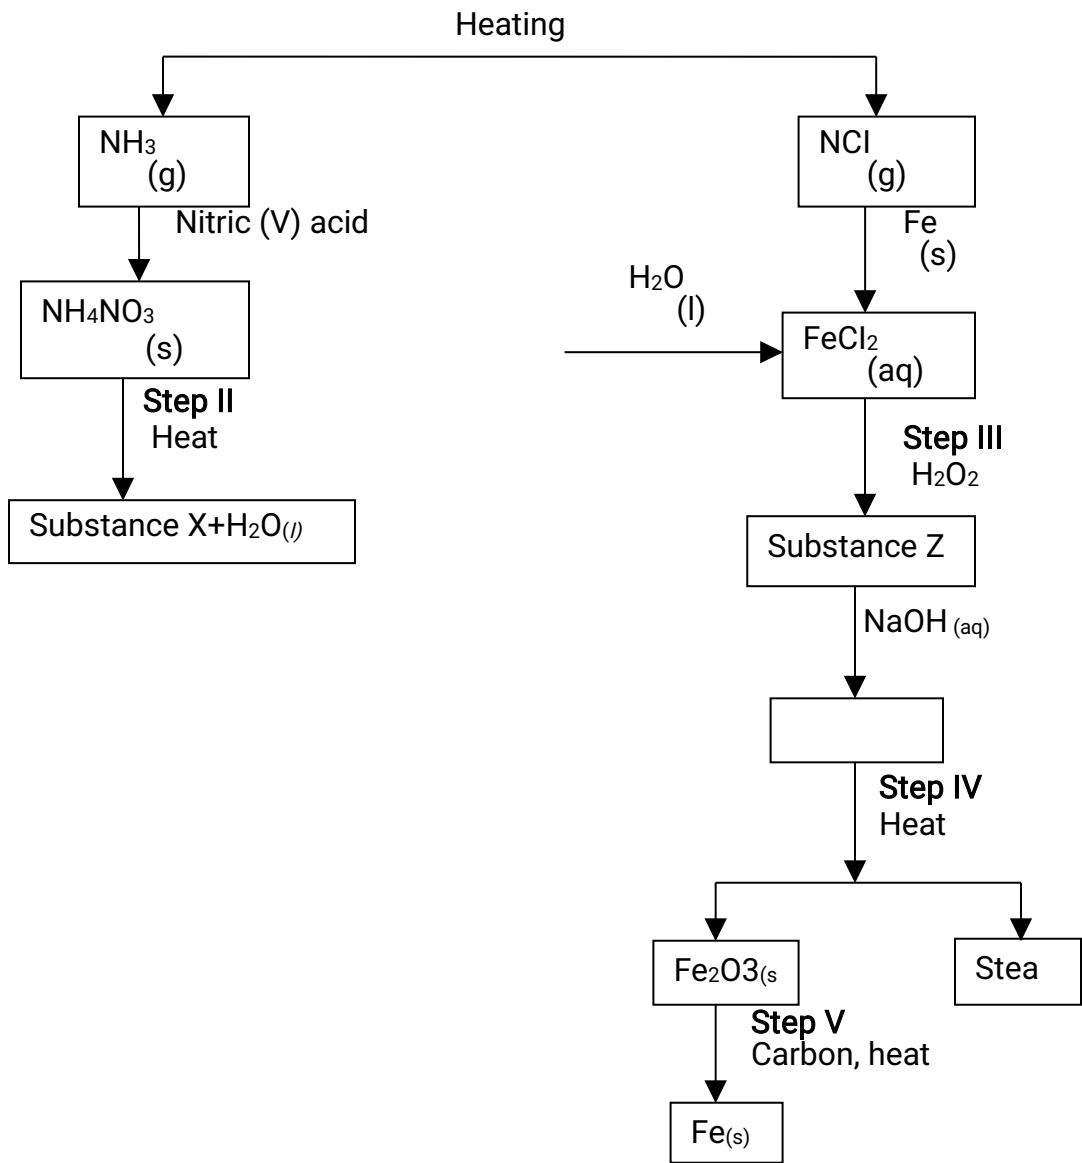 Heating
NH₃
(g)
NCl
(g)
Nitric (V) acid
Fe
(s)
H₂O
(l)
NH₄NO₃
(s)
FeCl₂
(aq)
Step II
Heat
Step III
H₂O₂
Substance X+H₂O(l)
Substance Z
NaOH (aq)
Step IV
Heat
Fe₂O3(s
Stea
Step V
Carbon, heat
Fe(s)